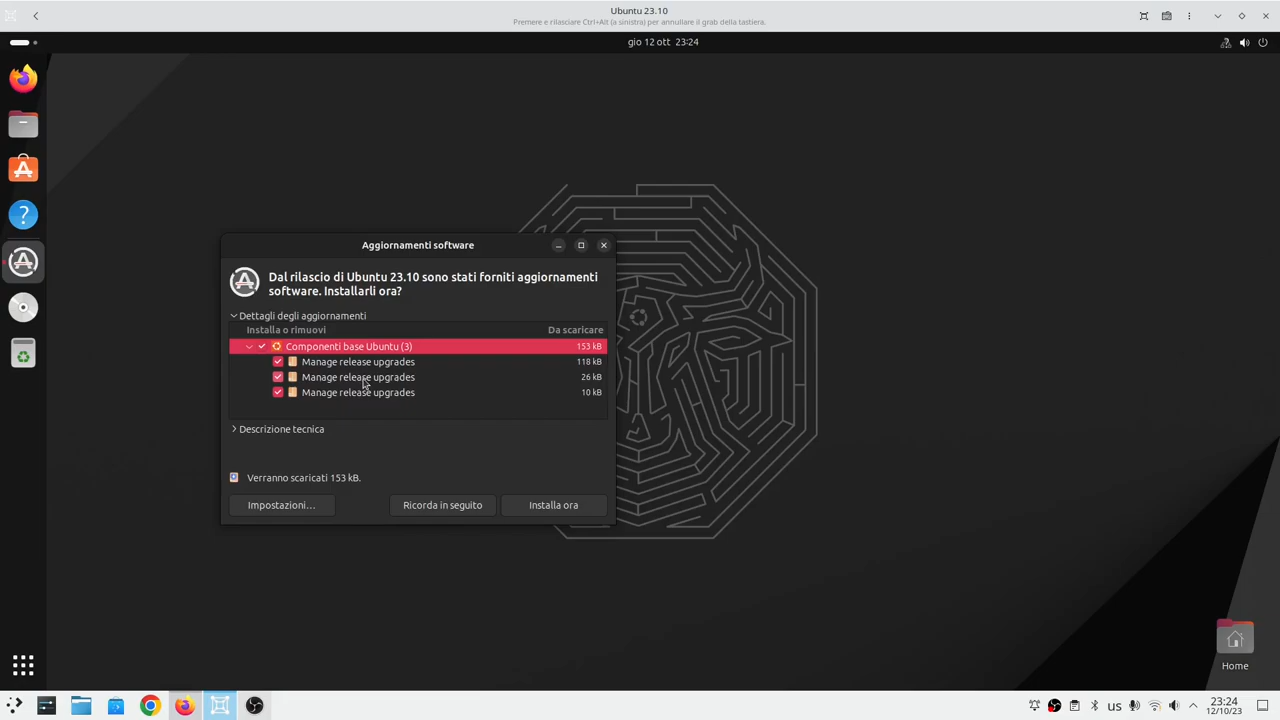 Ubuntu 23.10
Premere e rilasciare Ctrl+Alt (a sinistra) per annullare il grab della tastiera.
gio 12 ott 23:24
Aggiornamenti software
Dal rilascio di Ubuntu 23.10 sono stati forniti aggiornamenti
software. Installarli ora?
Dettagli degli aggiornamenti
Installa o rimuovi Da scaricare
Componenti base Ubuntu (3) 153 kB
Manage release upgrades 118 kB
Manage release upgrades 26 kB
Manage release upgrades 10 kB
Descrizione tecnica
Verranno scaricati 153 kB.
Impostazioni... Ricorda in seguito Installa ora
Home
us 23:24
12/10/23